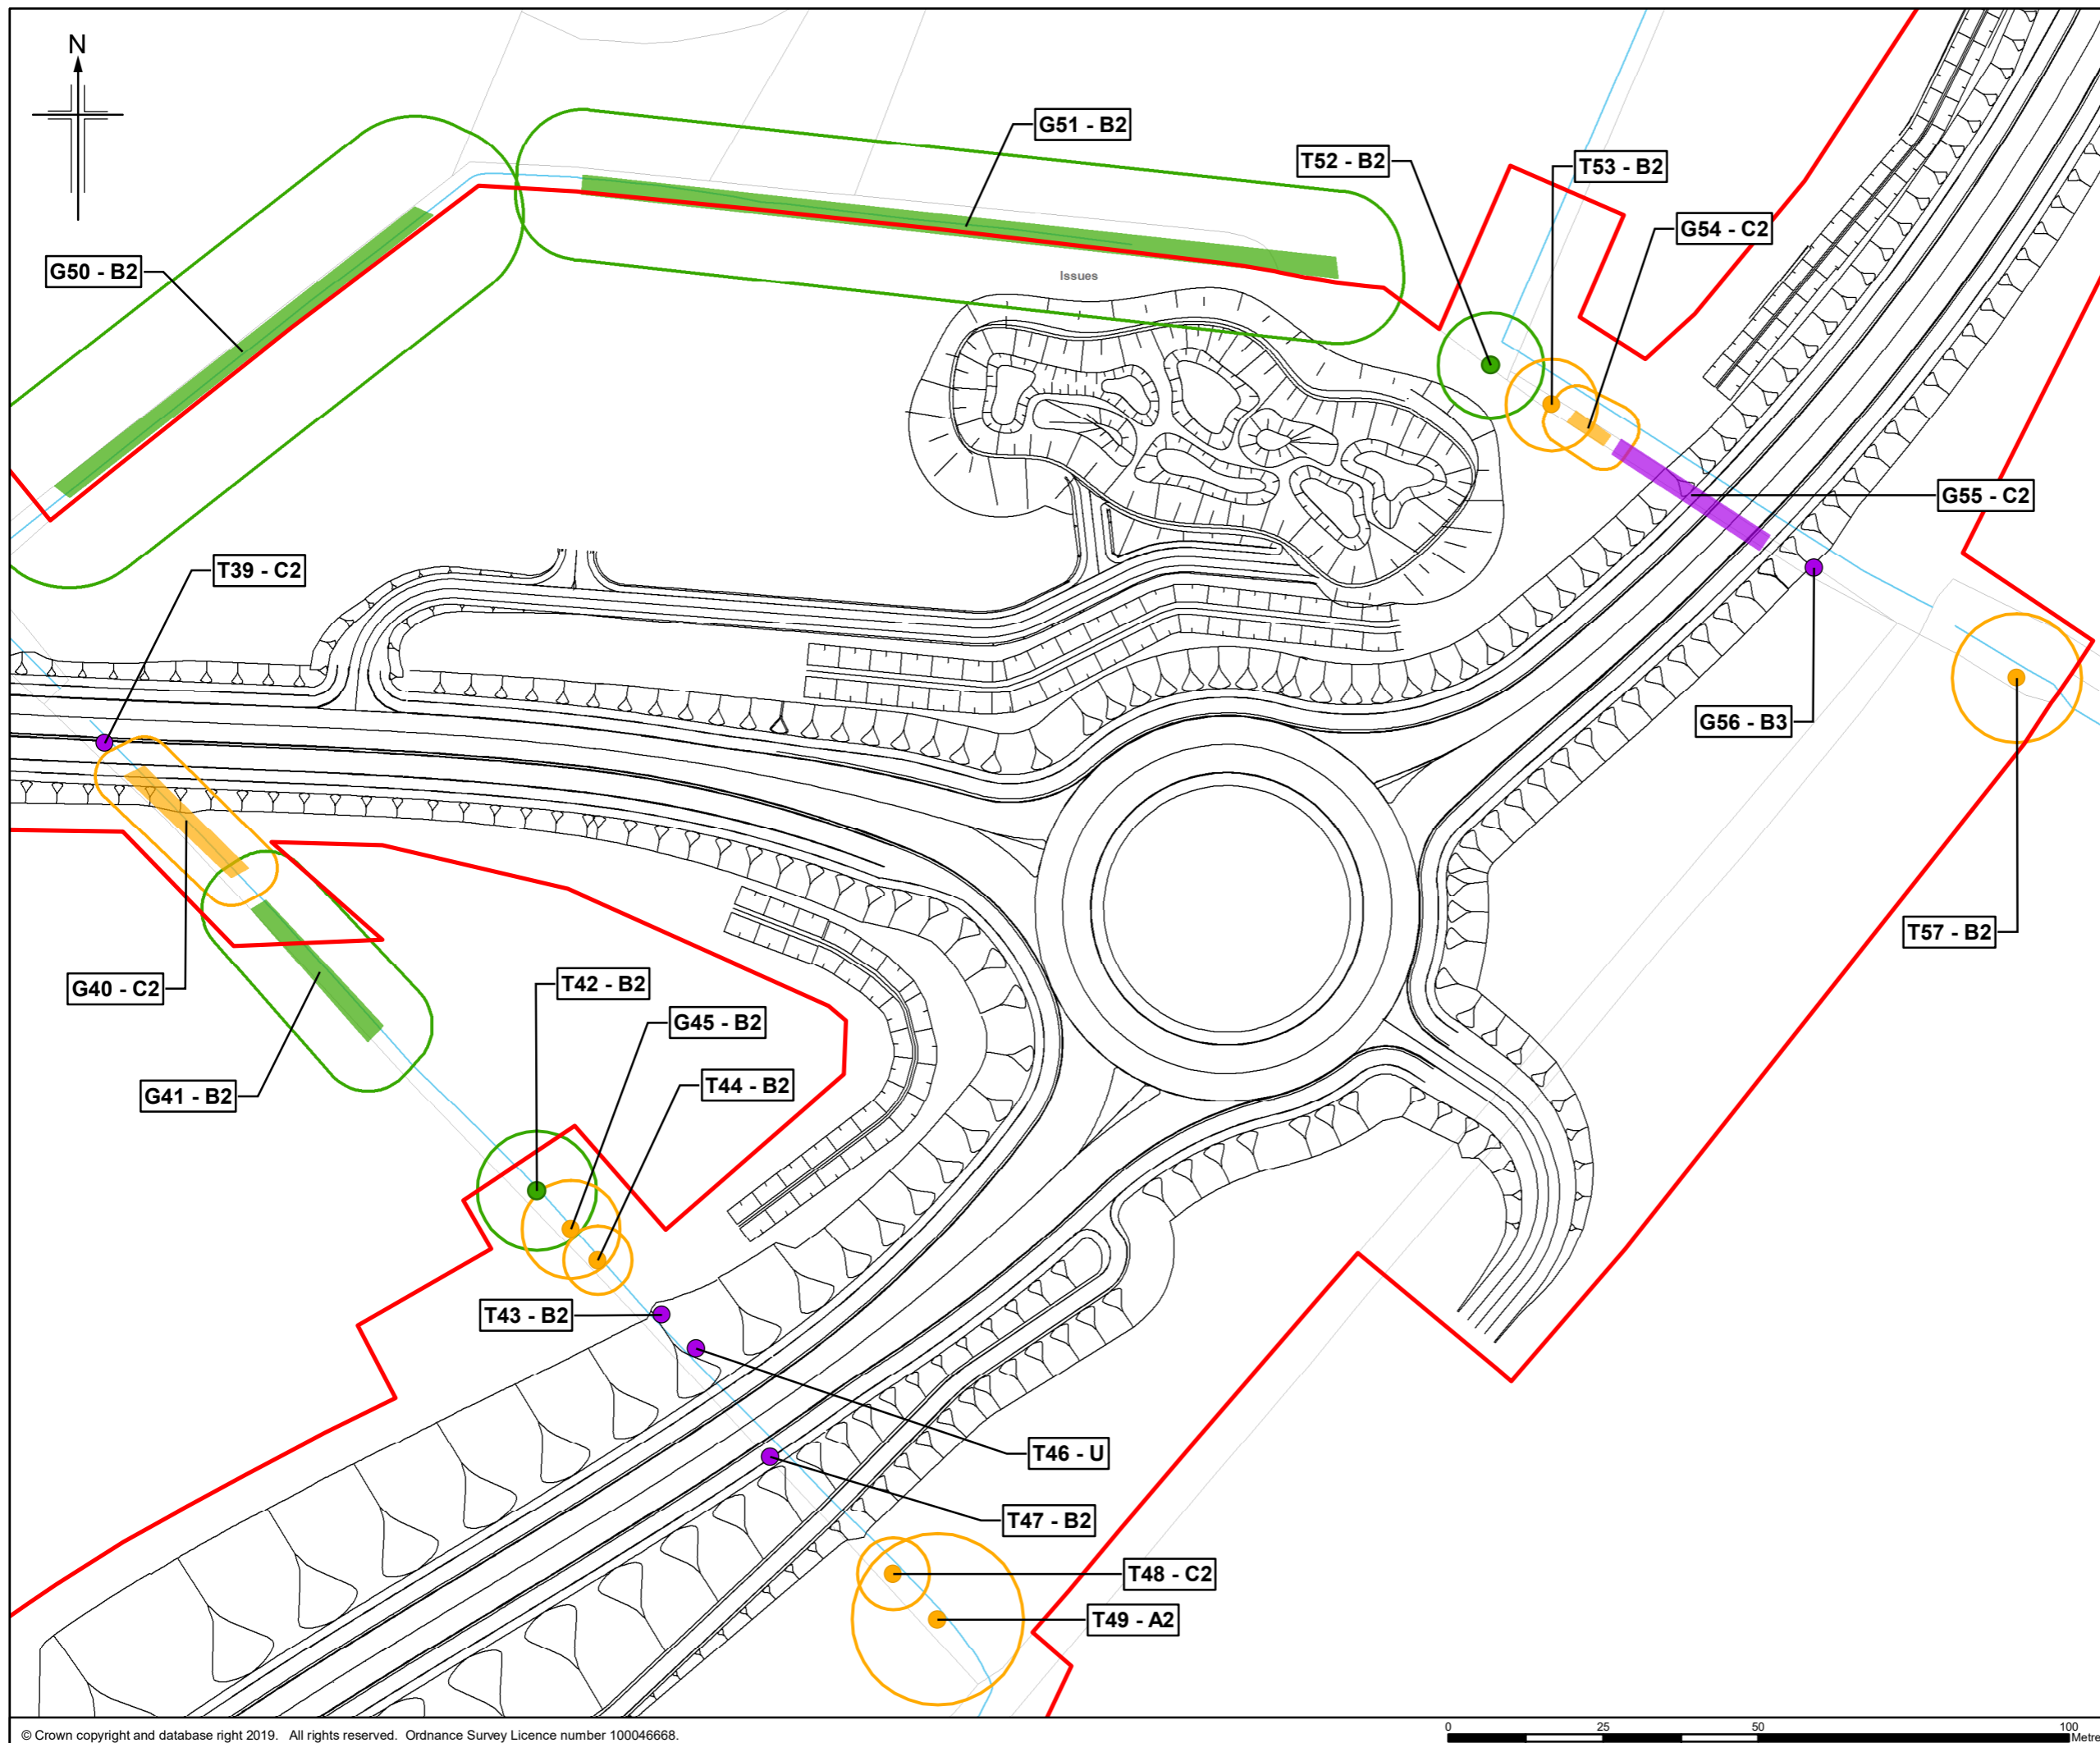 N
G51 - B2
T52 - B2
T53 - B2
G54 - C2
G50 - B2
Issues
G55 - C2
T39 - C2
G56 - B3
T57 - B2
G40 - C2
T42 - B2
G45 - B2
T44 - B2
G41 - B2
T43 - B2
T46 - U
T47 - B2
T48 - C2
T49 - A2
© Crown copyright and database right 2019. All rights reserved. Ordnance Survey Licence number 100046668.
0 25 50 100
Metre